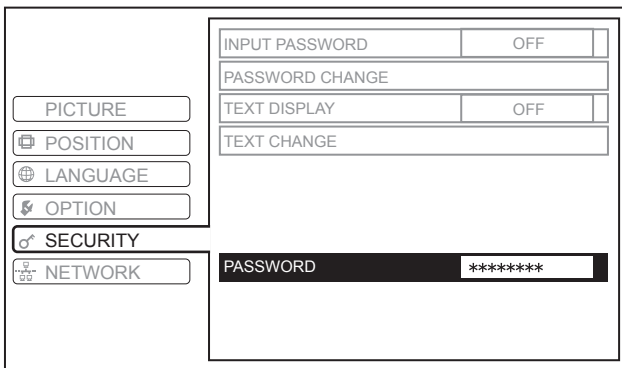 INPUT PASSWORD OFF
PASSWORD CHANGE
TEXT DISPLAY OFF
TEXT CHANGE
PICTURE
POSITION
LANGUAGE
OPTION
SECURITY
NETWORK
PASSWORD ********